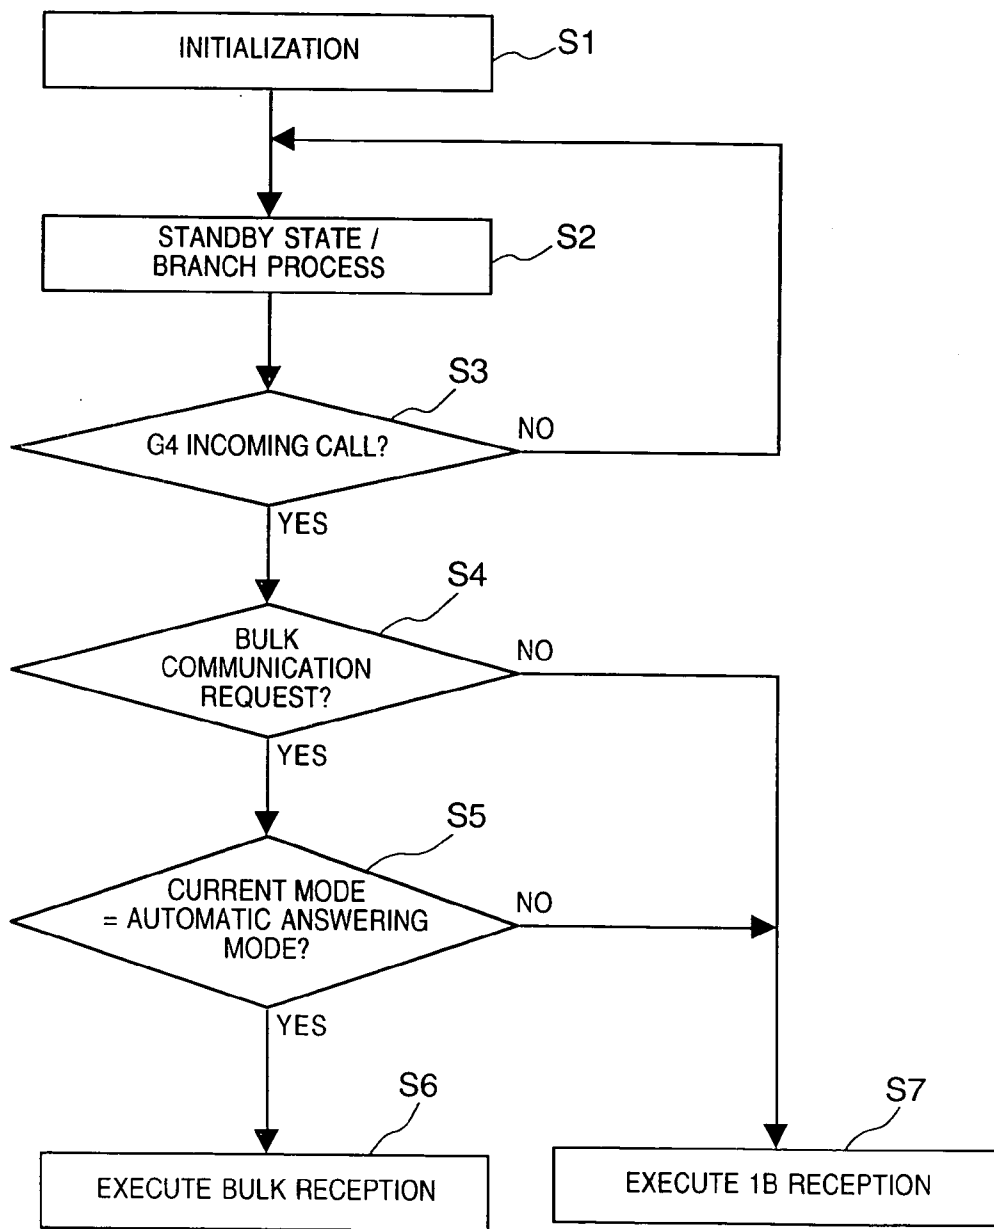 INITIALIZATION
S1
STANDBY STATE /
BRANCH PROCESS
S2
S3
G4 INCOMING CALL?
NO
YES
S4
BULK
COMMUNICATION
REQUEST?
NO
YES
S5
CURRENT MODE
= AUTOMATIC ANSWERING
MODE?
NO
YES
S6
EXECUTE BULK RECEPTION
S7
EXECUTE 1B RECEPTION